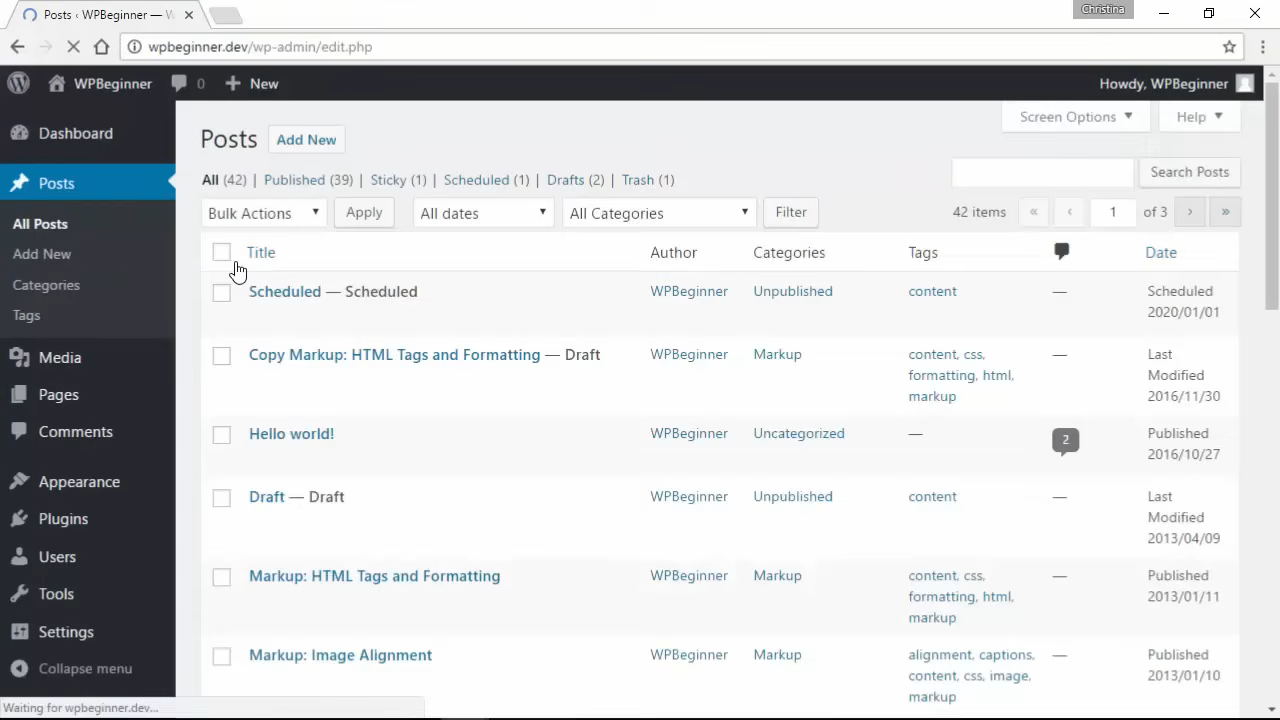 Posts ‹ WPBeginner — W
Christina
wpbeginner.dev/wp-admin/edit.php
WPBeginner 0 New Howdy, WPBeginner
Screen Options Help
Dashboard
Posts
All Posts
Add New
Categories
Tags
Media
Pages
Comments
Appearance
Plugins
Users
Tools
Settings
Collapse menu
Posts Add New
All (42) | Published (39) | Sticky (1) | Scheduled (1) | Drafts (2) | Trash (1)
Search Posts
Bulk Actions Apply All dates All Categories Filter 42 items « ‹ 1 of 3 › »
Title Author Categories Tags Date
Scheduled — Scheduled WPBeginner Unpublished content — Scheduled
2020/01/01
Copy Markup: HTML Tags and Formatting — Draft WPBeginner Markup content, css, — Last
formatting, html, Modified
markup 2016/11/30
Hello world! WPBeginner Uncategorized — 2 Published
2016/10/27
Draft — Draft WPBeginner Unpublished content — Last
Modified
2013/04/09
Markup: HTML Tags and Formatting WPBeginner Markup content, css, — Published
formatting, html, 2013/01/11
markup
Markup: Image Alignment WPBeginner Markup alignment, captions, — Published
content, css, image, 2013/01/10
markup
Waiting for wpbeginner.dev...